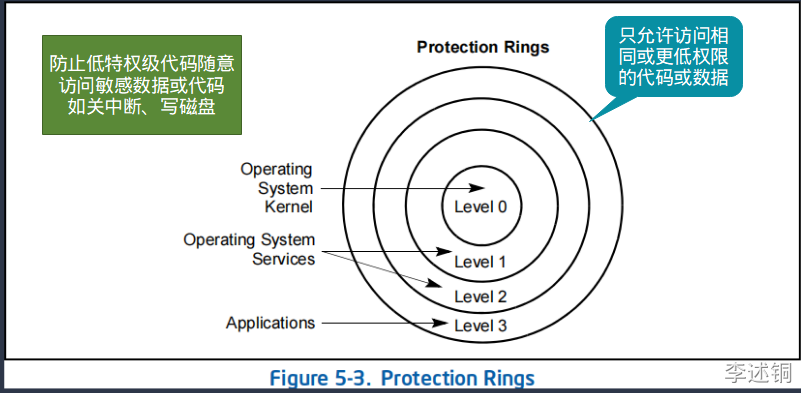 防止低特权级代码随意
访问敏感数据或代码
如关中断、写磁盘
Protection Rings
只允许访问相
同或更低权限
的代码或数据
Operating
System
Kernel
Level 0
Operating System
Services
Level 1
Level 2
Applications
Level 3
Figure 5-3. Protection Rings
李述铜